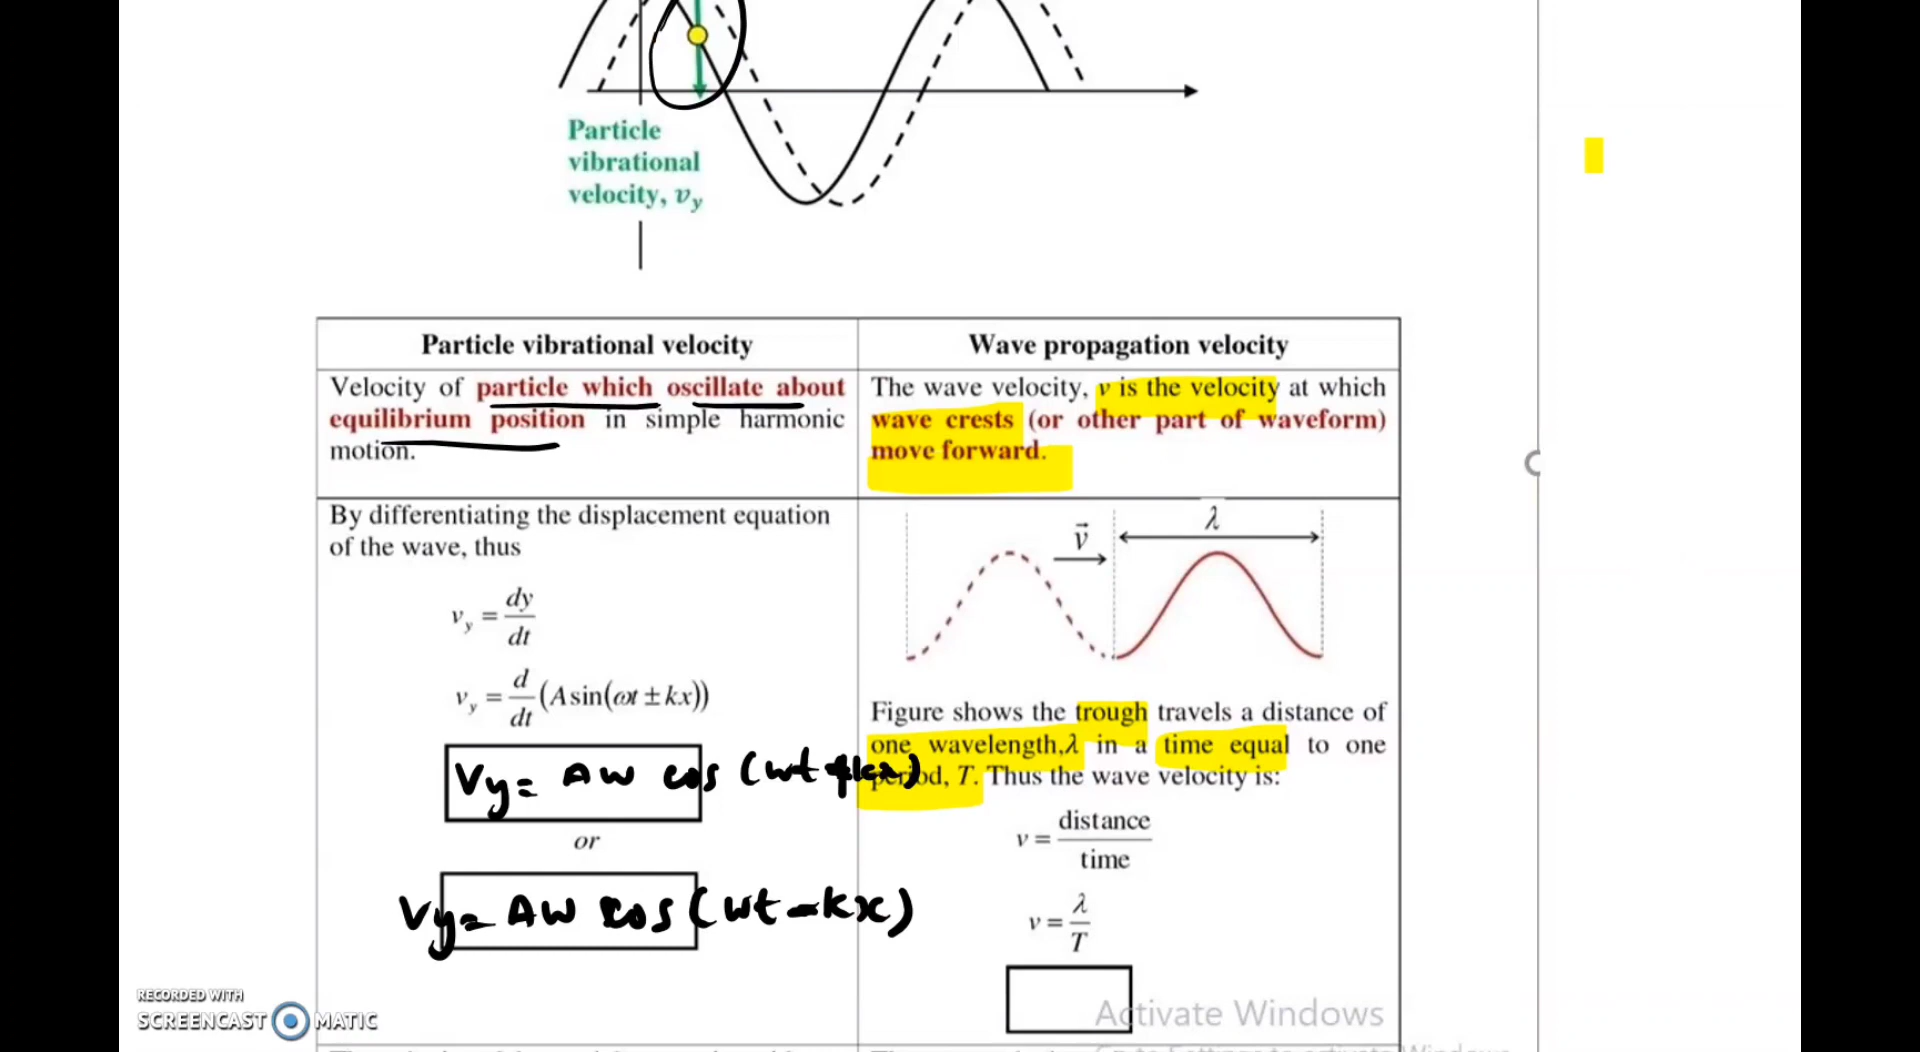 Particle
vibrational
velocity, v_y
Particle vibrational velocity
Velocity of particle which oscillate about
equilibrium position in simple harmonic
motion.
By differentiating the displacement equation
of the wave, thus
v_y = dy/dt
v_y = d/dt (A sin(ωt ± kx))
Vy= Aw cos (wt + kx)
or
Vy= Aw cos (wt - kx)
Wave propagation velocity
The wave velocity, v is the velocity at which
wave crests (or other part of waveform)
move forward.
v⃗
λ
Figure shows the trough travels a distance of
one wavelength,λ in a time equal to one
period, T. Thus the wave velocity is:
v = distance/time
v = λ/T
RECORDED WITH
SCREENCAST MATIC
Activate Windows